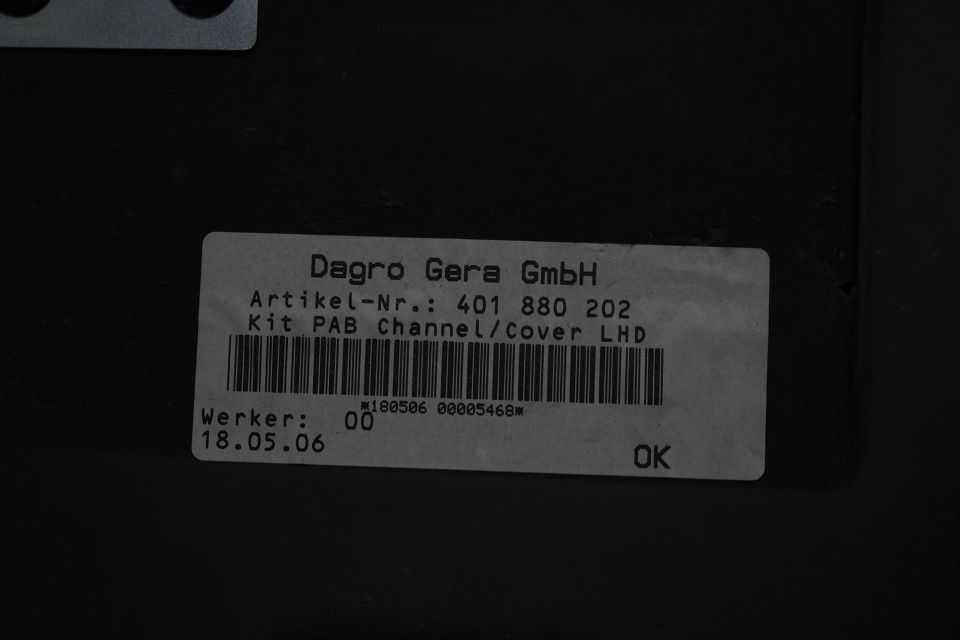 Dagro Gera GmbH
Artikel-Nr.: 401 880 202
Kit PAB Channel/Cover LHD
*180506 00005468*
Werker: 00
18.05.06
OK